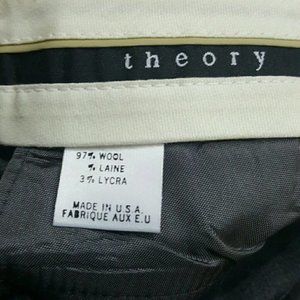 theory
97% WOOL
% LAINE
3% LYCRA
MADE IN U.S.A.
FABRIQUE AUX E.U